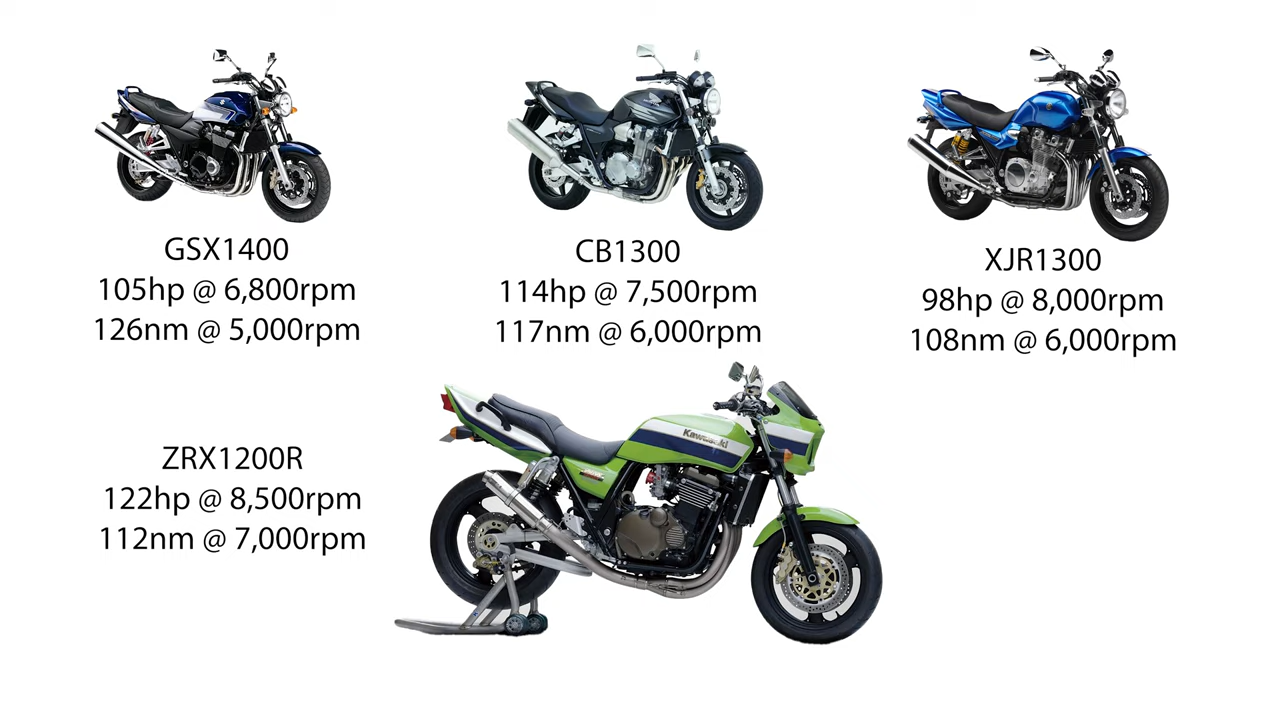 GSX1400
105hp @ 6,800rpm
126nm @ 5,000rpm
CB1300
114hp @ 7,500rpm
117nm @ 6,000rpm
XJR1300
98hp @ 8,000rpm
108nm @ 6,000rpm
ZRX1200R
122hp @ 8,500rpm
112nm @ 7,000rpm
Kawasaki